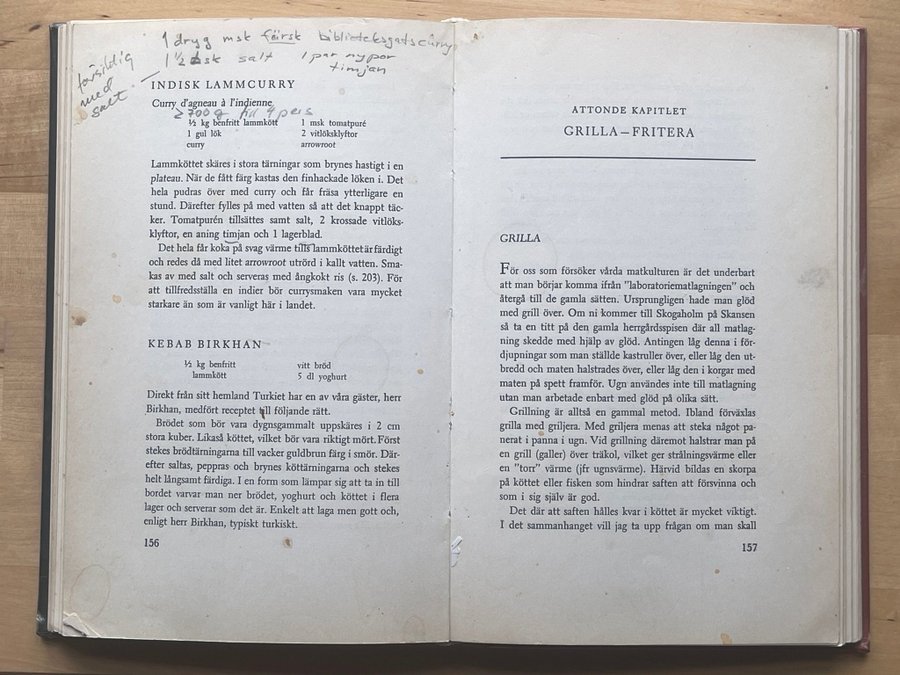 1 dryg msk färsk biblioteksgatscurry
1 ½ msk salt 1 par nypor
timjan
försiktig
med
salt
INDISK LAMMCURRY
Curry d'agneau à l'indienne
≥700 g till 4 pers
½ kg benfritt lammkött 1 msk tomatpuré
1 gul lök 2 vitlöksklyftor
curry arrowroot
Lammköttet skäres i stora tärningar som brynes hastigt i en
plateau. När de fått färg kastas den finhackade löken i. Det
hela pudras över med curry och får fräsa ytterligare en
stund. Därefter fylles på med vatten så att det knappt täc-
ker. Tomatpurén tillsättes samt salt, 2 krossade vitlöks-
klyftor, en aning timjan och 1 lagerblad.
Det hela får koka på svag värme tills lammköttet är färdigt
och redes då med litet arrowroot utrörd i kallt vatten. Sma-
kas av med salt och serveras med ångkokt ris (s. 203). För
att tillfredsställa en indier bör currysmaken vara mycket
starkare än som är vanligt här i landet.
KEBAB BIRKHAN
½ kg benfritt vitt bröd
lammkött 5 dl yoghurt
Direkt från sitt hemland Turkiet har en av våra gäster, herr
Birkhan, medfört receptet till följande rätt.
Brödet som bör vara dygnsgammalt uppskäres i 2 cm
stora kuber. Likaså köttet, vilket bör vara riktigt mört. Först
stekes brödtärningarna till vacker guldbrun färg i smör. Där-
efter saltas, peppras och brynes köttärningarna och stekes
helt långsamt färdiga. I en form som lämpar sig att ta in till
bordet varvar man ner brödet, yoghurt och köttet i flera
lager och serverar som det är. Enkelt att laga men gott och,
enligt herr Birkhan, typiskt turkiskt.
156
ÅTTONDE KAPITLET
GRILLA–FRITERA
GRILLA
För oss som försöker vårda matkulturen är det underbart
att man börjar komma ifrån "laboratoriematlagningen" och
återgå till de gamla sätten. Ursprungligen hade man glöd
med grill över. Om ni kommer till Skogaholm på Skansen
så ta en titt på den gamla herrgårdsspisen där all matlag-
ning skedde med hjälp av glöd. Antingen låg denna i för-
djupningar som man ställde kastruller över, eller låg den ut-
bredd och maten halstrades över, eller låg den i korgar med
maten på spett framför. Ugn användes inte till matlagning
utan man arbetade enbart med glöd på olika sätt.
Grillning är alltså en gammal metod. Ibland förväxlas
grilla med griljera. Med griljera menas att steka något pa-
nerat i panna i ugn. Vid grillning däremot halstrar man på
en grill (galler) över träkol, vilket ger strålningsvärme eller
en "torr" värme (jfr ugnsvärme). Härvid bildas en skorpa
på köttet eller fisken som hindrar saften att försvinna och
som i sig själv är god.
Det där att saften hålles kvar i köttet är mycket viktigt.
I det sammanhanget vill jag ta upp frågan om man skall
157